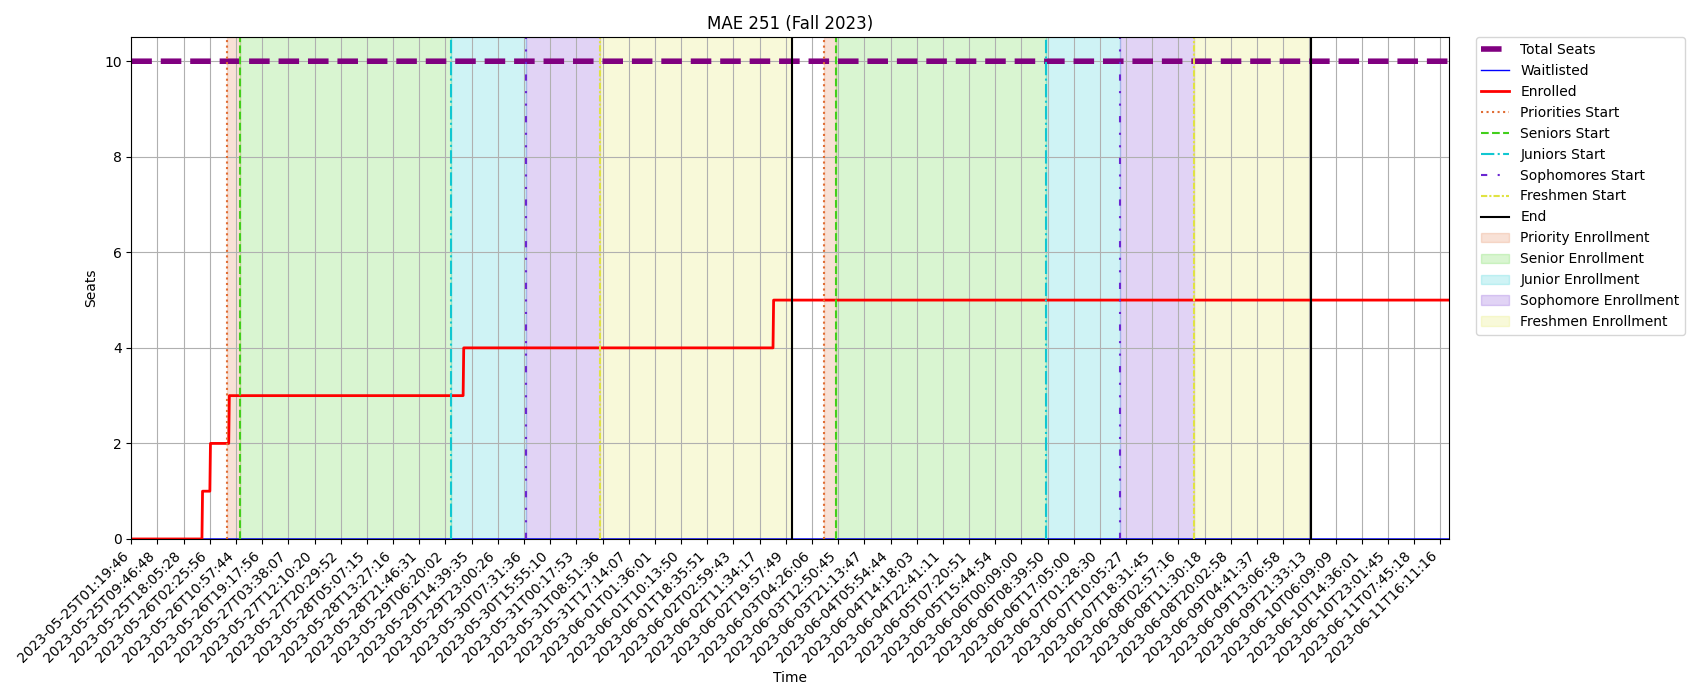 MAE 251 (Fall 2023)
Seats
10
8
6
4
2
0
2023-05-25T01:19:46
2023-05-25T09:46:48
2023-05-25T18:05:28
2023-05-26T02:25:56
2023-05-26T10:57:44
2023-05-26T19:17:56
2023-05-27T03:38:07
2023-05-27T12:10:20
2023-05-27T20:29:52
2023-05-28T05:07:15
2023-05-28T13:27:16
2023-05-28T21:46:31
2023-05-29T06:20:02
2023-05-29T14:39:35
2023-05-29T23:00:26
2023-05-30T07:31:36
2023-05-30T15:55:10
2023-05-31T00:17:53
2023-05-31T08:51:36
2023-05-31T17:14:07
2023-06-01T01:36:01
2023-06-01T10:13:50
2023-06-01T18:35:51
2023-06-02T02:59:43
2023-06-02T11:34:17
2023-06-02T19:57:49
2023-06-03T04:26:06
2023-06-03T12:50:45
2023-06-03T21:13:47
2023-06-04T05:54:44
2023-06-04T14:18:03
2023-06-04T22:41:11
2023-06-05T07:20:51
2023-06-05T15:44:54
2023-06-06T00:09:00
2023-06-06T08:39:50
2023-06-06T17:05:00
2023-06-07T01:28:30
2023-06-07T10:05:27
2023-06-07T18:31:45
2023-06-08T02:57:16
2023-06-08T11:30:18
2023-06-08T20:02:58
2023-06-09T04:41:37
2023-06-09T13:06:58
2023-06-09T21:33:13
2023-06-10T06:09:09
2023-06-10T14:36:01
2023-06-10T23:01:45
2023-06-11T07:45:18
2023-06-11T16:11:16
Time
Total Seats
Waitlisted
Enrolled
Priorities Start
Seniors Start
Juniors Start
Sophomores Start
Freshmen Start
End
Priority Enrollment
Senior Enrollment
Junior Enrollment
Sophomore Enrollment
Freshmen Enrollment